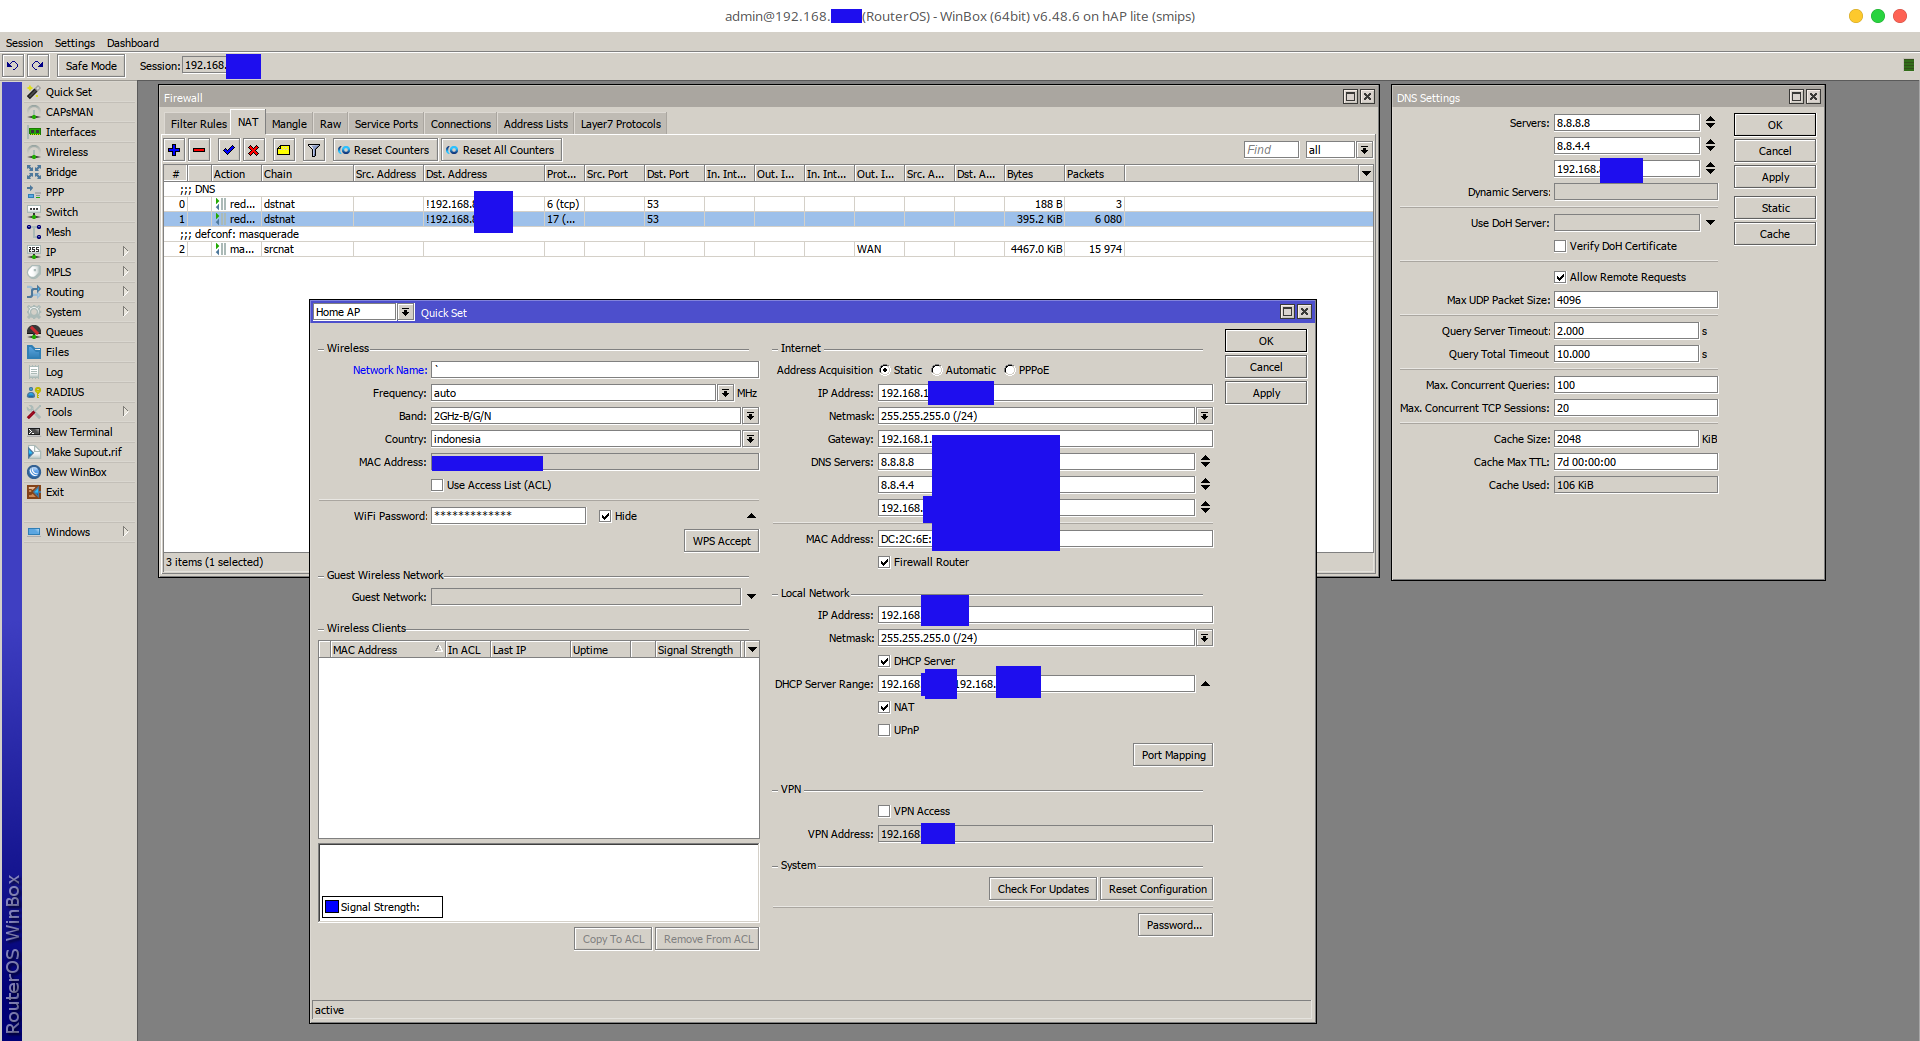 admin@192.168. (RouterOS) - WinBox (64bit) v6.48.6 on hAP lite (smips)
Session Settings Dashboard
Safe Mode Session: 192.168.
Quick Set
CAPsMAN
Interfaces
Wireless
Bridge
PPP
Switch
Mesh
IP
MPLS
Routing
System
Queues
Files
Log
RADIUS
Tools
New Terminal
Make Supout.rif
New WinBox
Exit
Windows
RouterOS WinBox
Firewall
Filter Rules NAT Mangle Raw Service Ports Connections Address Lists Layer7 Protocols
Reset Counters Reset All Counters Find all
# Action Chain Src. Address Dst. Address Prot... Src. Port Dst. Port In. Int... Out. I... In. Int... Out. I... Src. A... Dst. A... Bytes Packets
;;; DNS
0 red... dstnat !192.168. 6 (tcp) 53 188 B 3
1 red... dstnat !192.168. 17 (... 53 395.2 KiB 6 080
;;; defconf: masquerade
2 ma... srcnat WAN 4467.0 KiB 15 974
3 items (1 selected)
Home AP Quick Set
Wireless
Network Name: `
Frequency: auto MHz
Band: 2GHz-B/G/N
Country: indonesia
MAC Address:
Use Access List (ACL)
WiFi Password: ************* Hide
WPS Accept
Guest Wireless Network
Guest Network:
Wireless Clients
MAC Address In ACL Last IP Uptime Signal Strength
Signal Strength:
Copy To ACL Remove From ACL
Internet
Address Acquisition Static Automatic PPPoE
IP Address: 192.168.1
Netmask: 255.255.255.0 (/24)
Gateway: 192.168.1.
DNS Servers: 8.8.8.8
8.8.4.4
192.168.
MAC Address: DC:2C:6E:
Firewall Router
Local Network
IP Address: 192.168
Netmask: 255.255.255.0 (/24)
DHCP Server
DHCP Server Range: 192.168 192.168.
NAT
UPnP
Port Mapping
VPN
VPN Access
VPN Address: 192.168
System
Check For Updates Reset Configuration
Password...
OK
Cancel
Apply
active
DNS Settings
Servers: 8.8.8.8
8.8.4.4
192.168.
Dynamic Servers:
Use DoH Server:
Verify DoH Certificate
Allow Remote Requests
Max UDP Packet Size: 4096
Query Server Timeout: 2.000 s
Query Total Timeout 10.000 s
Max. Concurrent Queries: 100
Max. Concurrent TCP Sessions: 20
Cache Size: 2048 KiB
Cache Max TTL: 7d 00:00:00
Cache Used: 106 KiB
OK
Cancel
Apply
Static
Cache